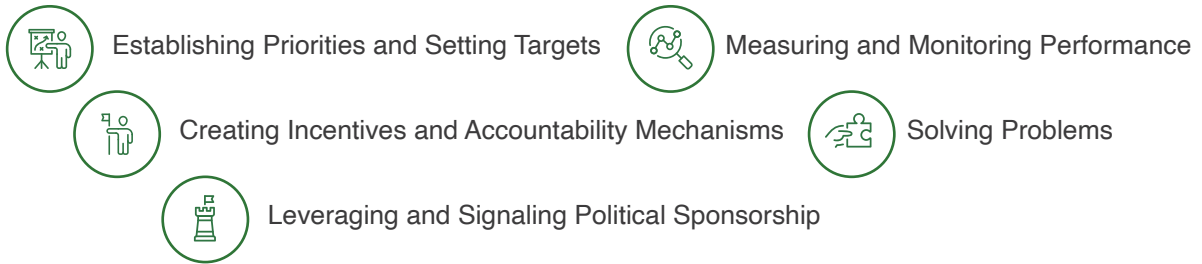 Establishing Priorities and Setting Targets
Measuring and Monitoring Performance
Creating Incentives and Accountability Mechanisms
Solving Problems
Leveraging and Signaling Political Sponsorship